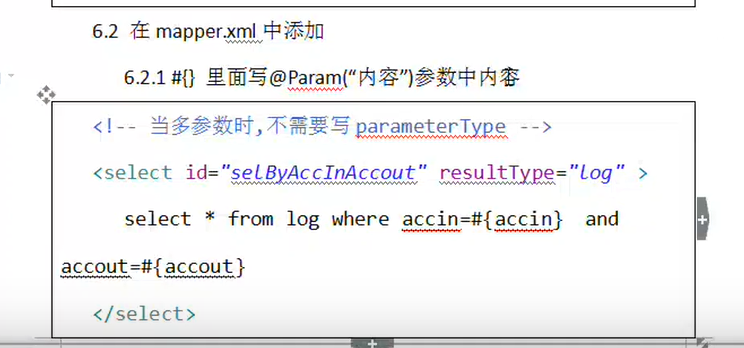 6.2 在 mapper.xml 中添加
6.2.1 #{} 里面写@Param(“内容”)参数中内容
<!-- 当多参数时,不需要写 parameterType -->
<select id="selByAccInAccout" resultType="log" >
select * from log where accin=#{accin} and
accout=#{accout}
</select>